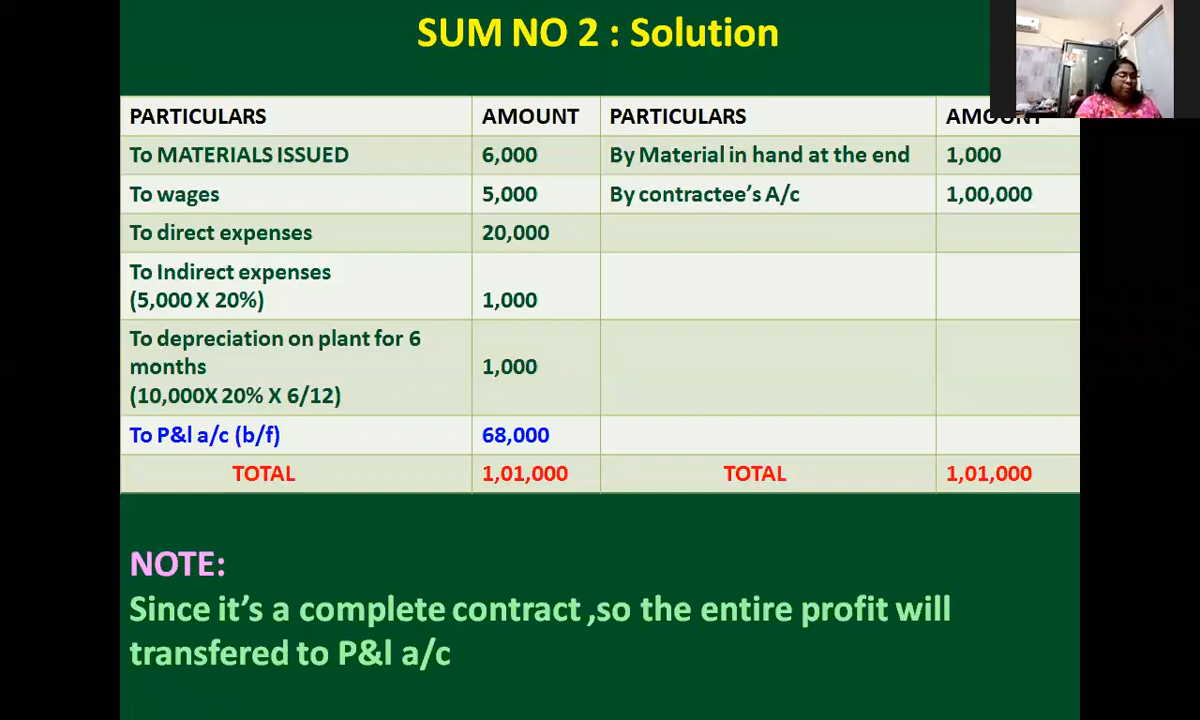 SUM NO 2 : Solution
PARTICULARS AMOUNT PARTICULARS AMOUNT
To MATERIALS ISSUED 6,000 By Material in hand at the end 1,000
To wages 5,000 By contractee's A/c 1,00,000
To direct expenses 20,000
To Indirect expenses
(5,000 X 20%) 1,000
To depreciation on plant for 6
months 1,000
(10,000X 20% X 6/12)
To P&l a/c (b/f) 68,000
TOTAL 1,01,000 TOTAL 1,01,000
NOTE:
Since it's a complete contract ,so the entire profit will
transfered to P&l a/c